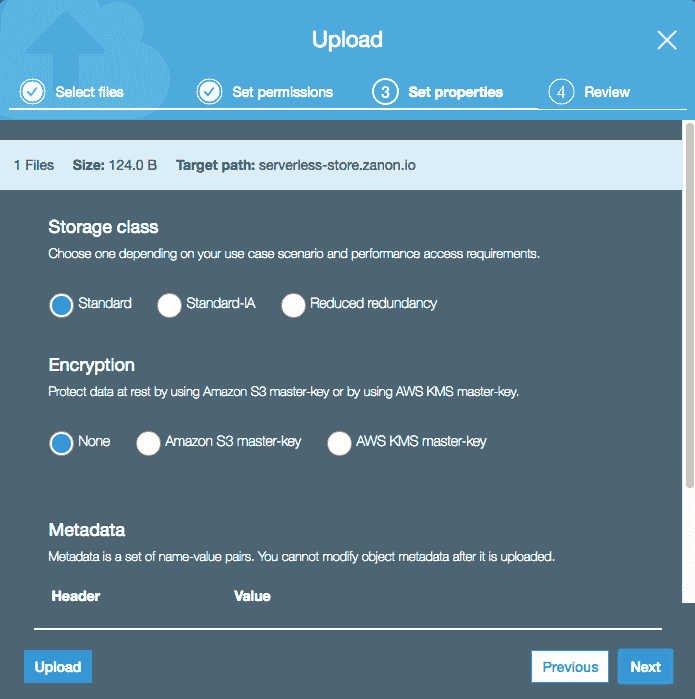 Upload
Select files
Set permissions
3 Set properties
4 Review
1 Files Size: 124.0 B Target path: serverless-store.zanon.io
Storage class
Choose one depending on your use case scenario and performance access requirements.
Standard Standard-IA Reduced redundancy
Encryption
Protect data at rest by using Amazon S3 master-key or by using AWS KMS master-key.
None Amazon S3 master-key AWS KMS master-key
Metadata
Metadata is a set of name-value pairs. You cannot modify object metadata after it is uploaded.
Header Value
Upload Previous Next